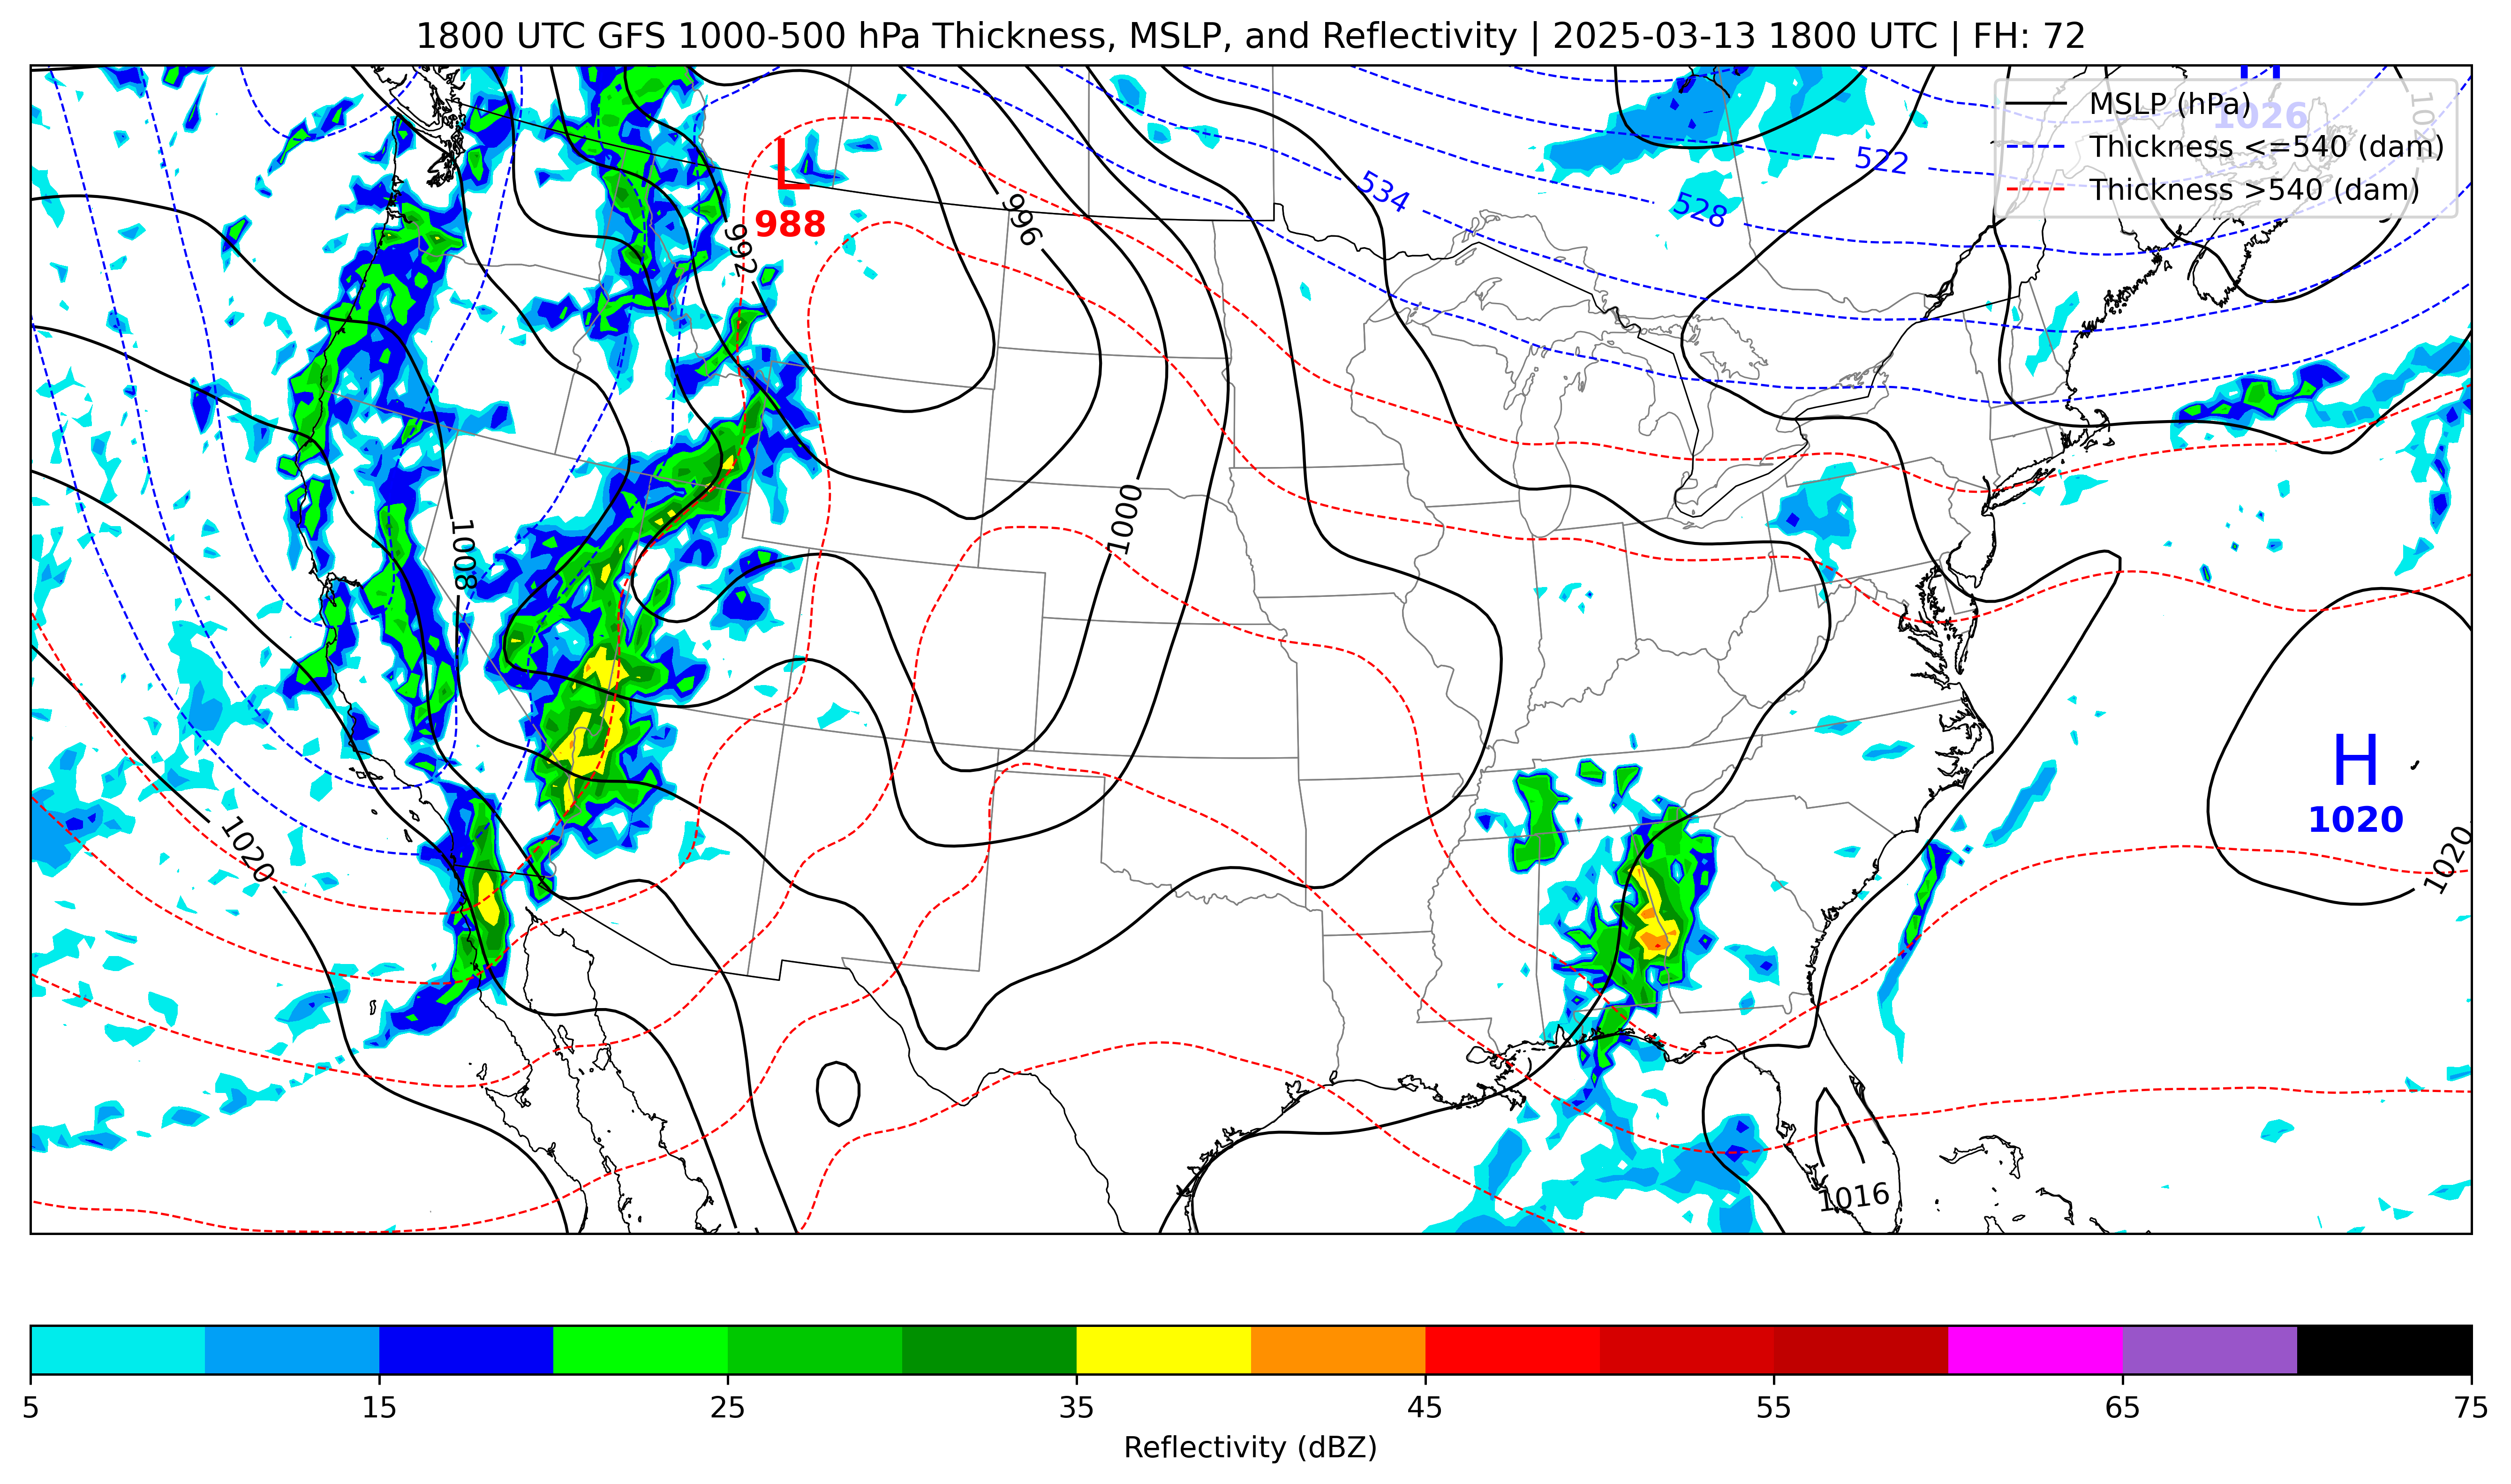 1800 UTC GFS 1000-500 hPa Thickness, MSLP, and Reflectivity | 2025-03-13 1800 UTC | FH: 72
H
1026
1024
MSLP (hPa)
Thickness <=540 (dam)
Thickness >540 (dam)
522
534
528
L
988
996
992
1000
1008
H
1020
1020
1020
1016
5
15
25
35
45
55
65
75
Reflectivity (dBZ)